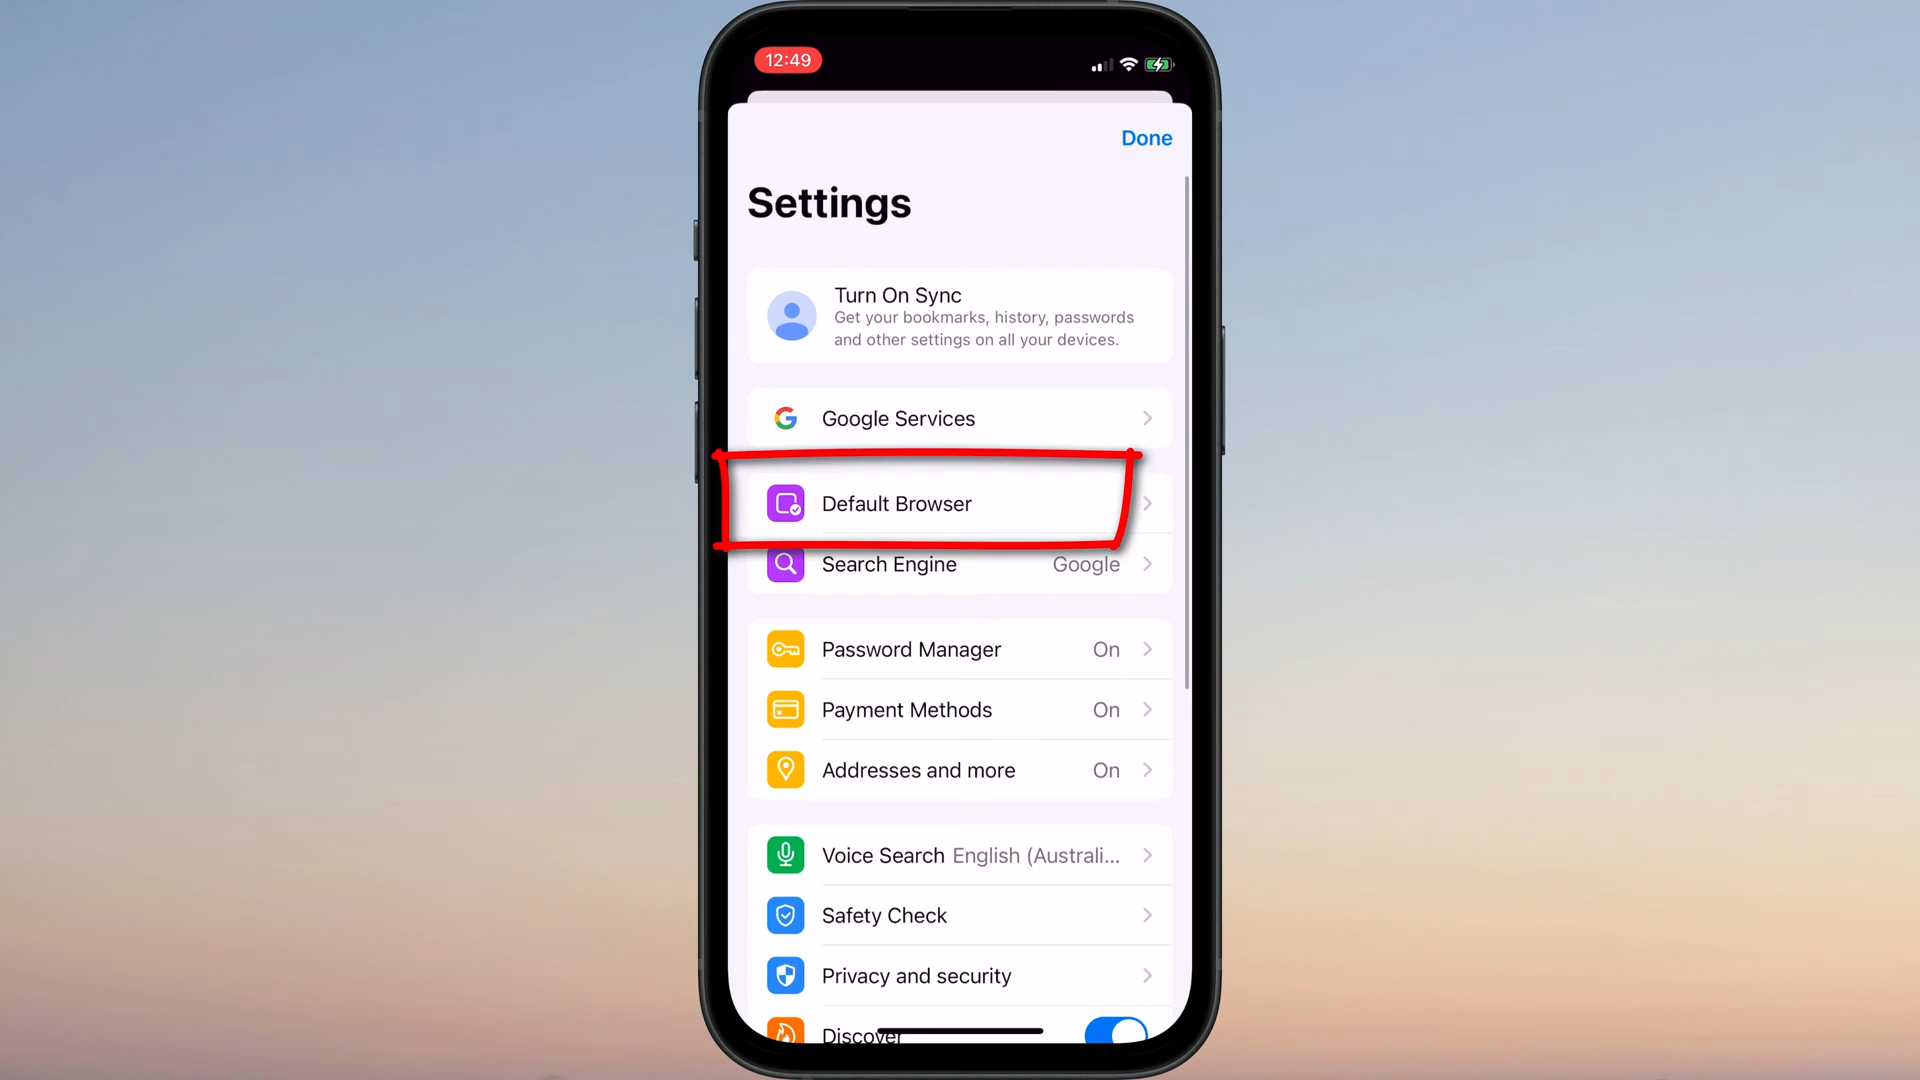 12:49
Done
Settings
Turn On Sync
Get your bookmarks, history, passwords
and other settings on all your devices.
Google Services
Default Browser
Search Engine Google
Password Manager On
Payment Methods On
Addresses and more On
Voice Search English (Australi...
Safety Check
Privacy and security
Discover